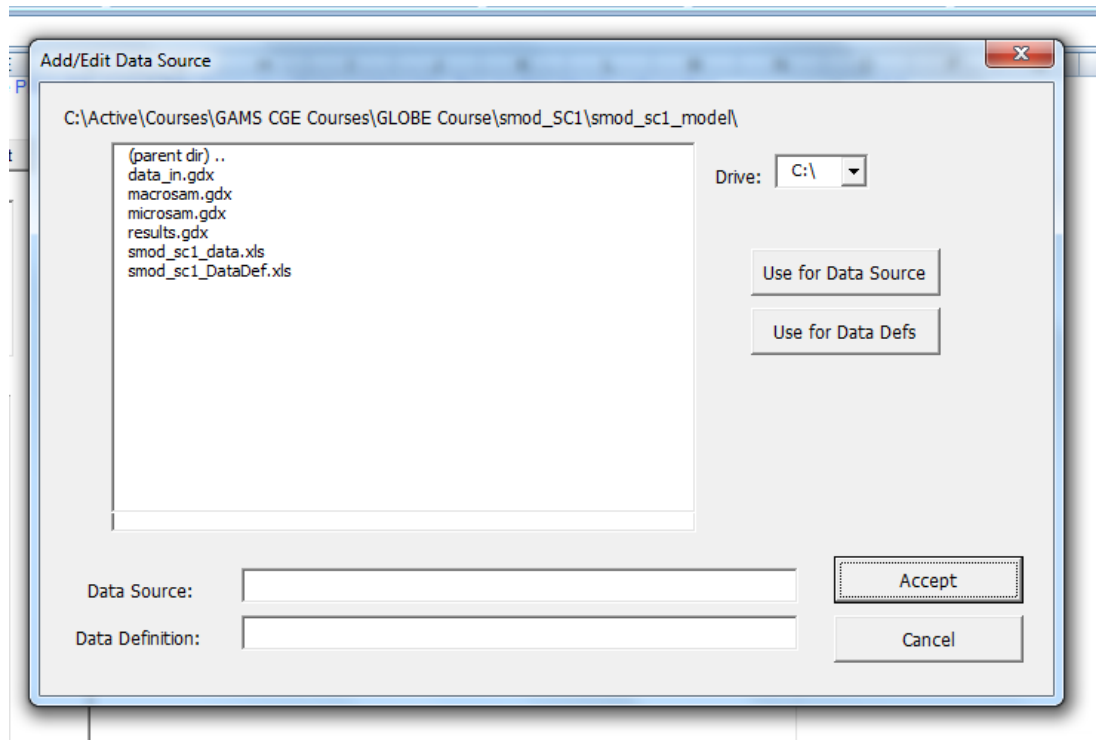 Add/Edit Data Source
C:\Active\Courses\GAMS CGE Courses\GLOBE Course\smod_SC1\smod_sc1_model\
(parent dir) ..
data_in.gdx
macrosam.gdx
microsam.gdx
results.gdx
smod_sc1_data.xls
smod_sc1_DataDef.xls
Drive: C:\
Use for Data Source
Use for Data Defs
Data Source:
Accept
Data Definition:
Cancel